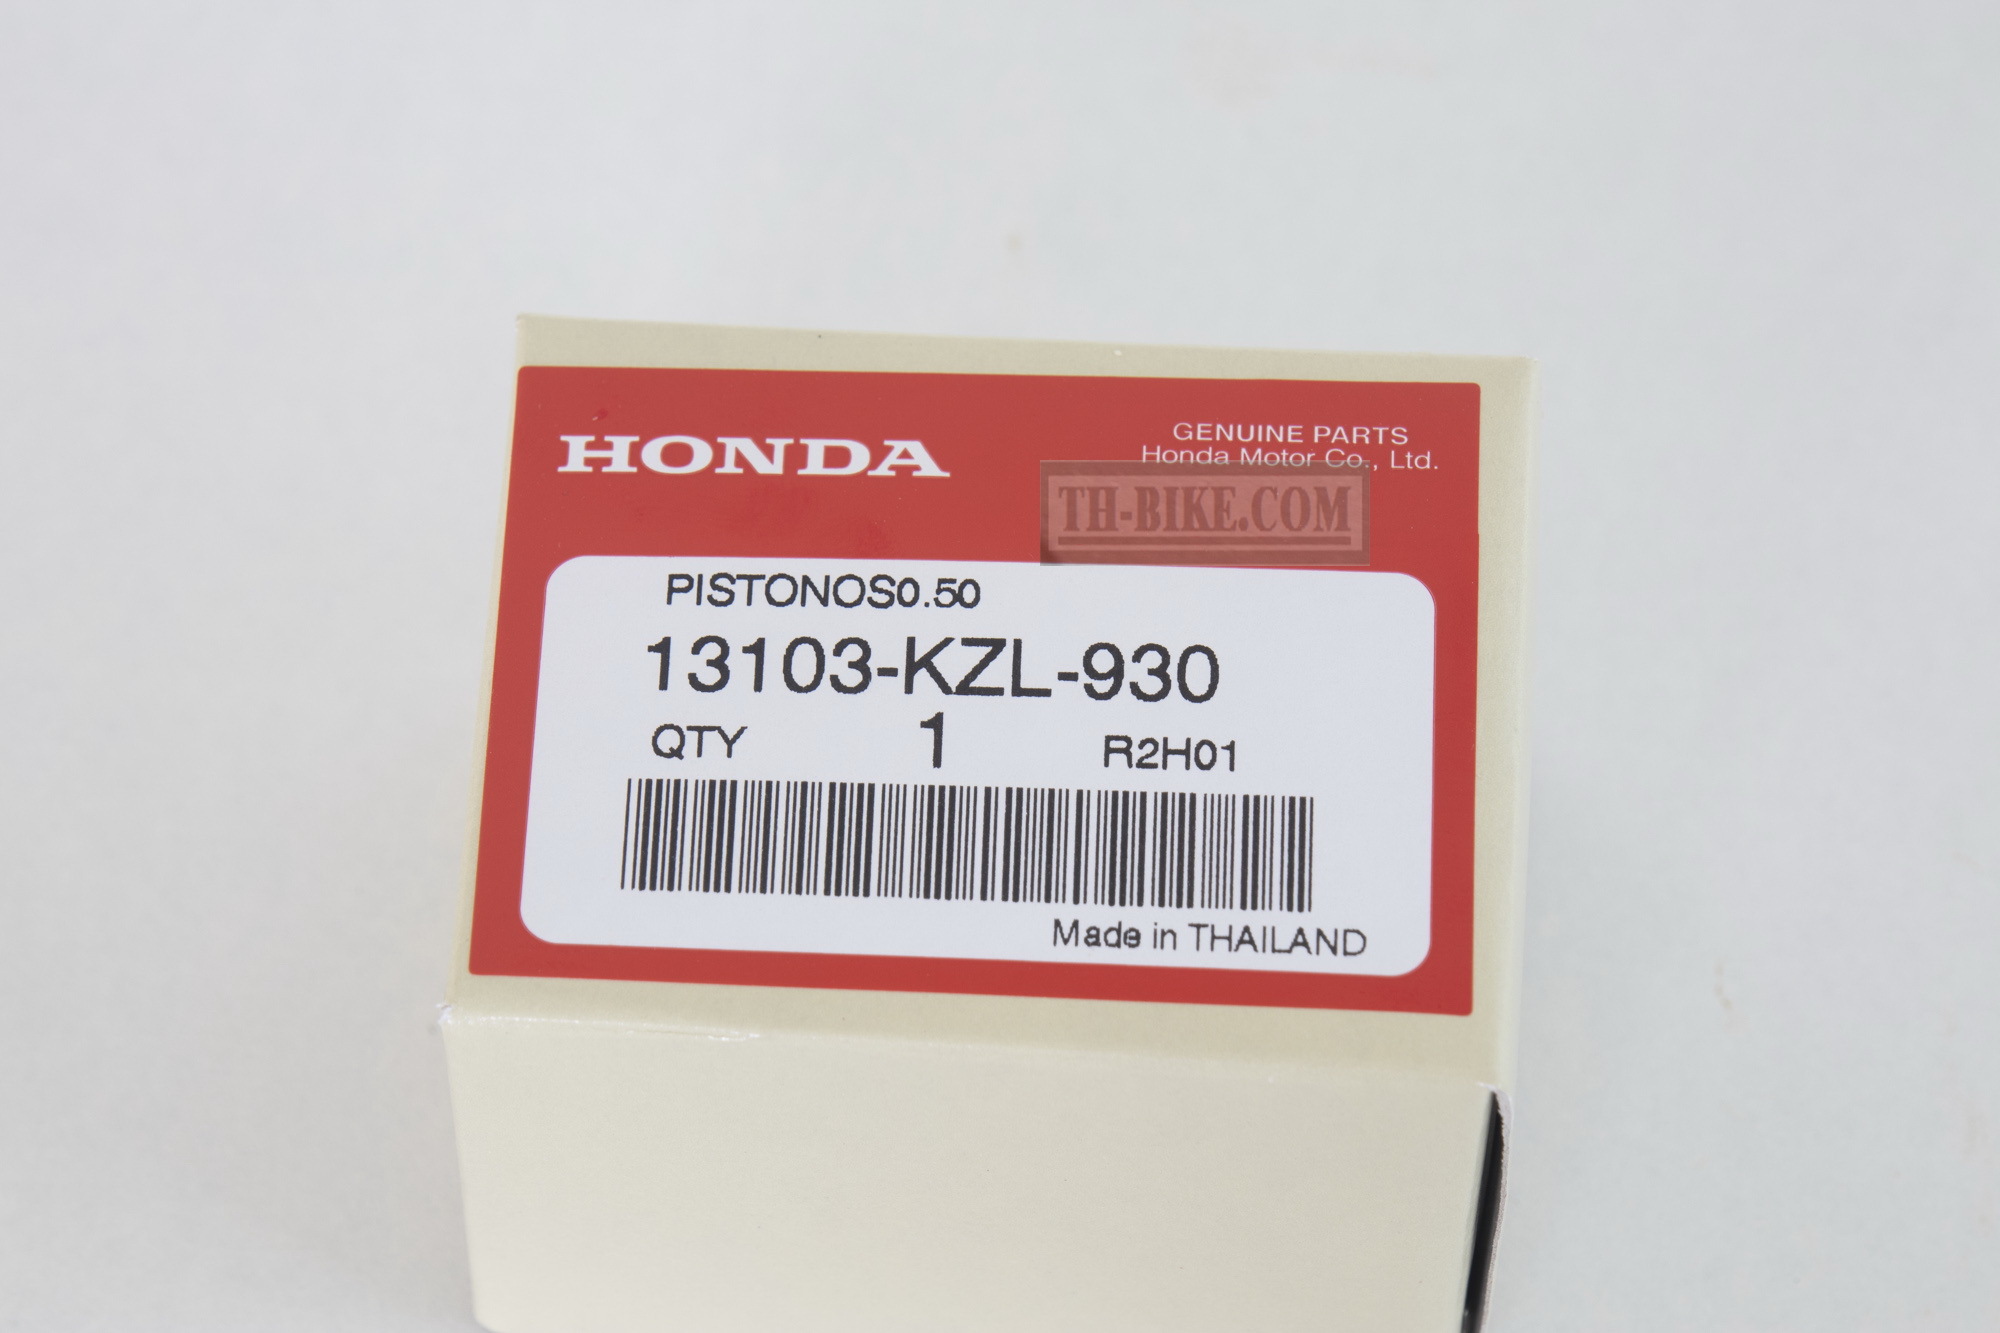 HONDA
GENUINE PARTS
Honda Motor Co., Ltd.
TH-BIKE.COM
PISTONOS0.50
13103-KZL-930
QTY 1 R2H01
Made in THAILAND